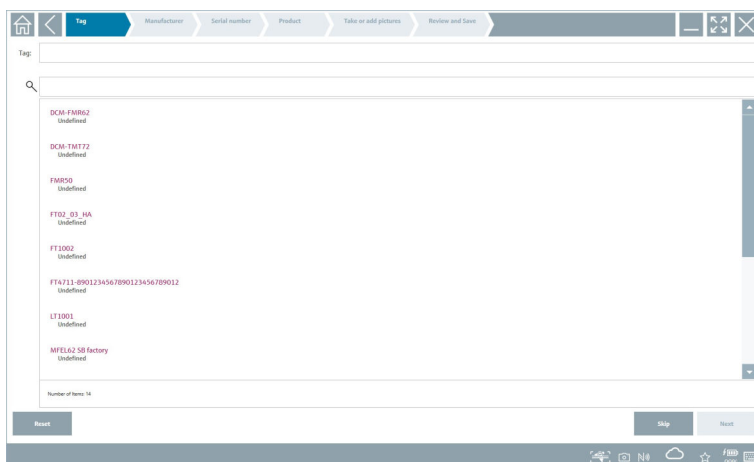 Tag Manufacturer Serial number Product Take or add pictures Review and Save
Tag:
DCM-FMR62
Undefined
DCM-TMT72
Undefined
FMR50
Undefined
FT02_03_HA
Undefined
FT1002
Undefined
FT4711-8901234567890123456789012
Undefined
LT1001
Undefined
MFEL62 SB factory
Undefined
Number of Items: 14
Reset Skip Next